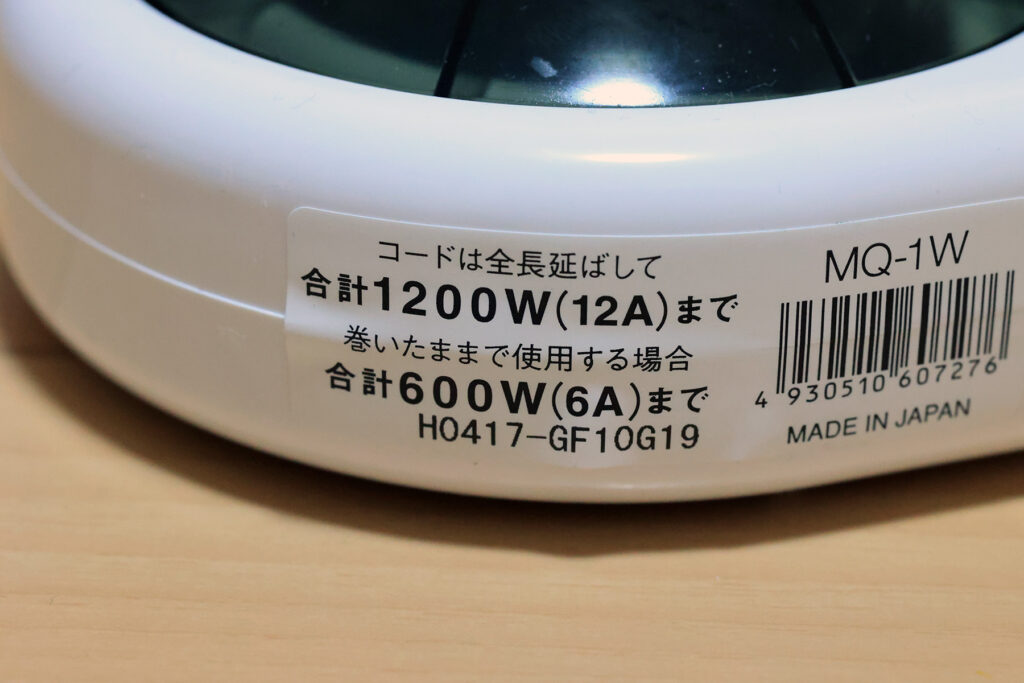 コードは全長延ばして
合計1200W(12A)まで
巻いたままで使用する場合
合計600W(6A)まで
H0417-GF10G19
MQ-1W
4 930510 607276
MADE IN JAPAN